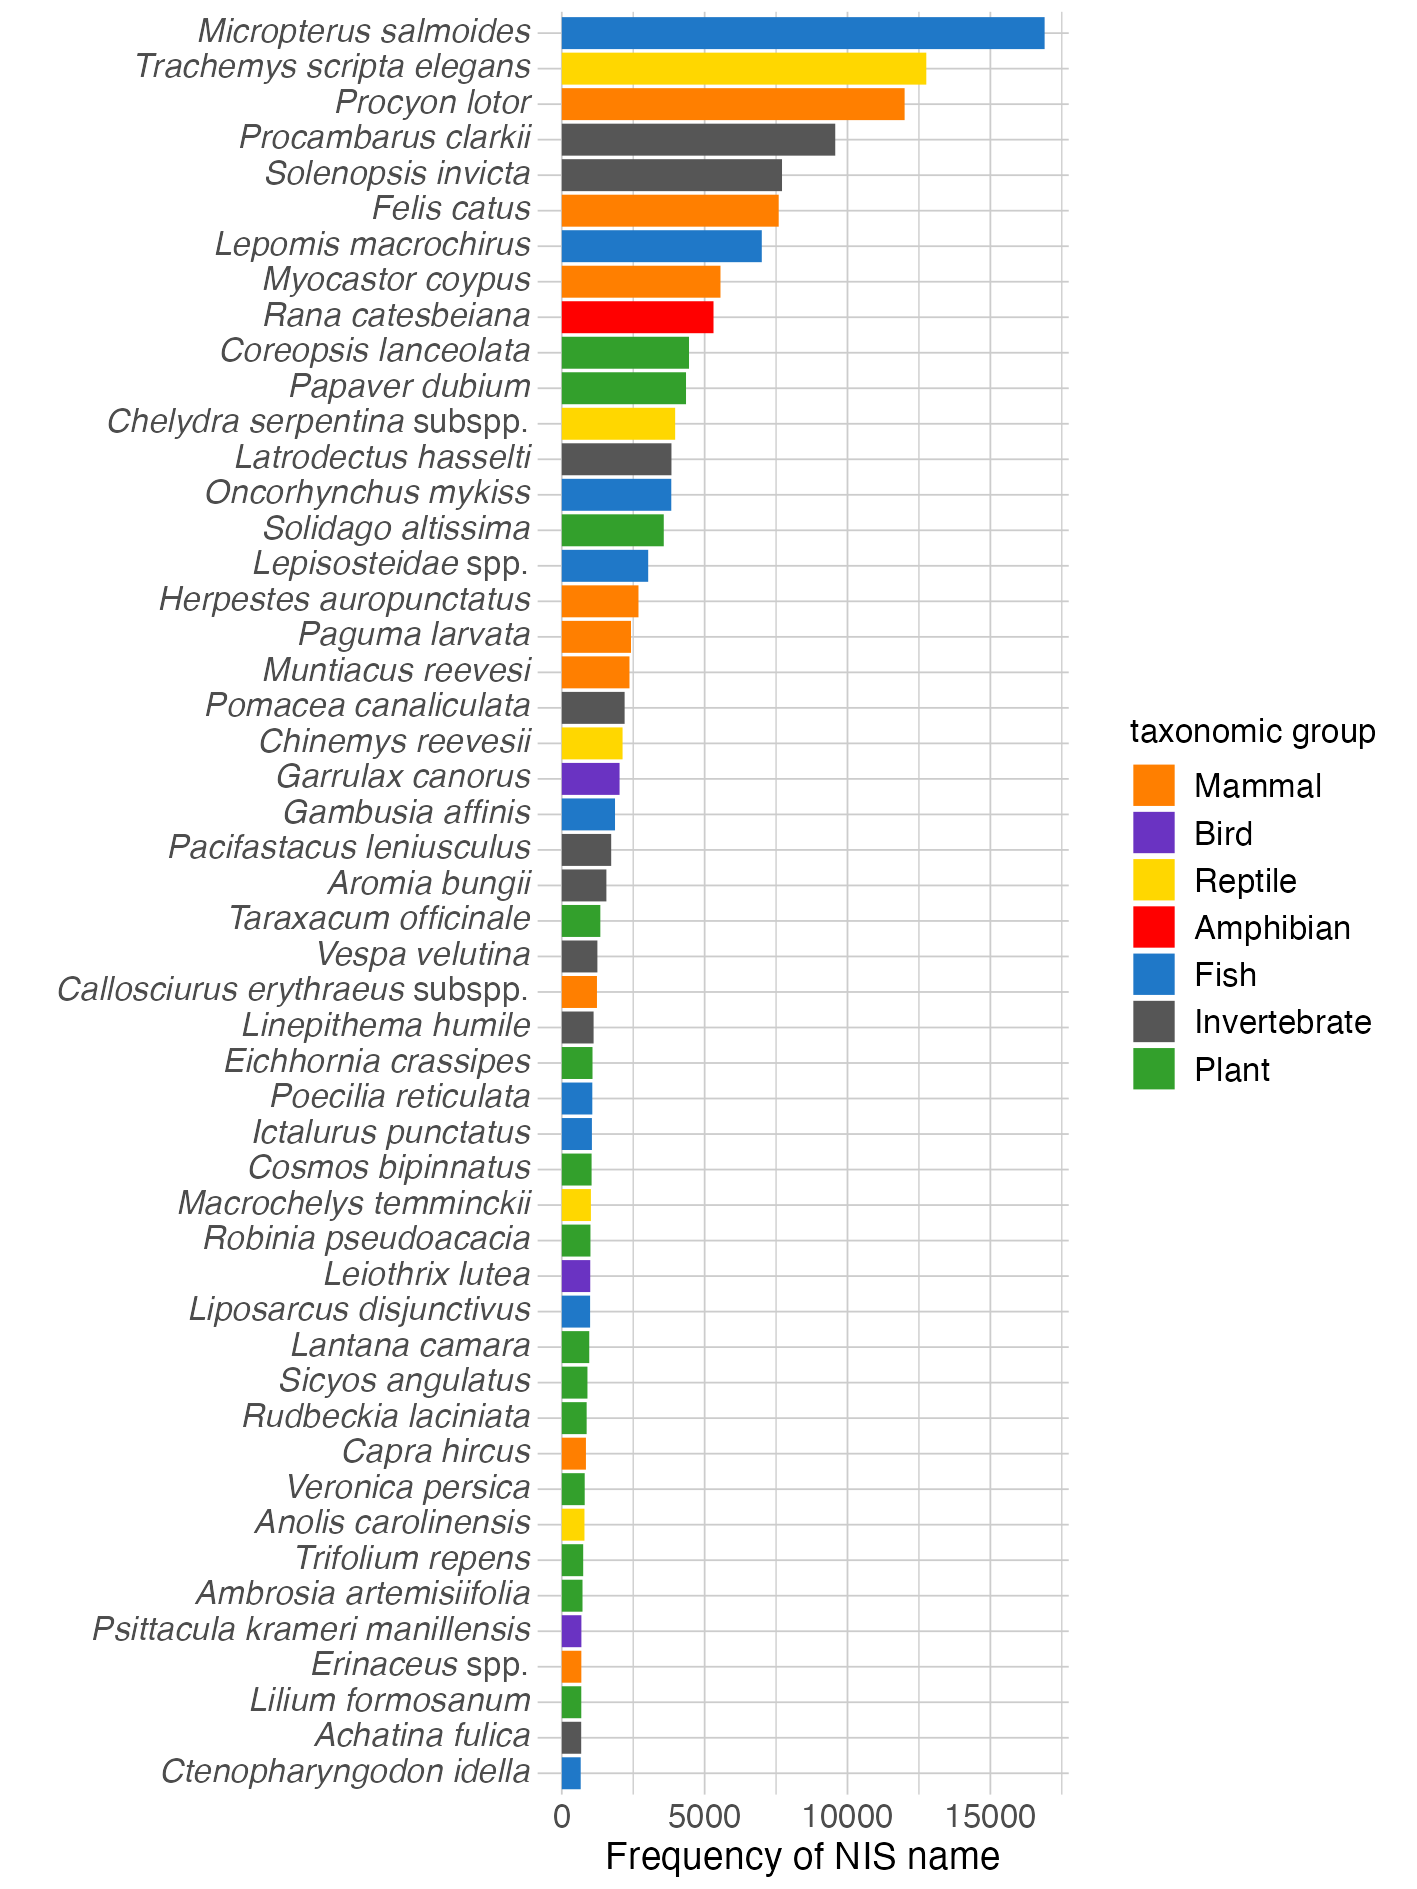 Micropterus salmoides
Trachemys scripta elegans
Procyon lotor
Procambarus clarkii
Solenopsis invicta
Felis catus
Lepomis macrochirus
Myocastor coypus
Rana catesbeiana
Coreopsis lanceolata
Papaver dubium
Chelydra serpentina subspp.
Latrodectus hasselti
Oncorhynchus mykiss
Solidago altissima
Lepisosteidae spp.
Herpestes auropunctatus
Paguma larvata
Muntiacus reevesi
Pomacea canaliculata
Chinemys reevesii
Garrulax canorus
Gambusia affinis
Pacifastacus leniusculus
Aromia bungii
Taraxacum officinale
Vespa velutina
Callosciurus erythraeus subspp.
Linepithema humile
Eichhornia crassipes
Poecilia reticulata
Ictalurus punctatus
Cosmos bipinnatus
Macrochelys temminckii
Robinia pseudoacacia
Leiothrix lutea
Liposarcus disjunctivus
Lantana camara
Sicyos angulatus
Rudbeckia laciniata
Capra hircus
Veronica persica
Anolis carolinensis
Trifolium repens
Ambrosia artemisiifolia
Psittacula krameri manillensis
Erinaceus spp.
Lilium formosanum
Achatina fulica
Ctenopharyngodon idella
0 5000 10000 15000
Frequency of NIS name
taxonomic group
Mammal
Bird
Reptile
Amphibian
Fish
Invertebrate
Plant